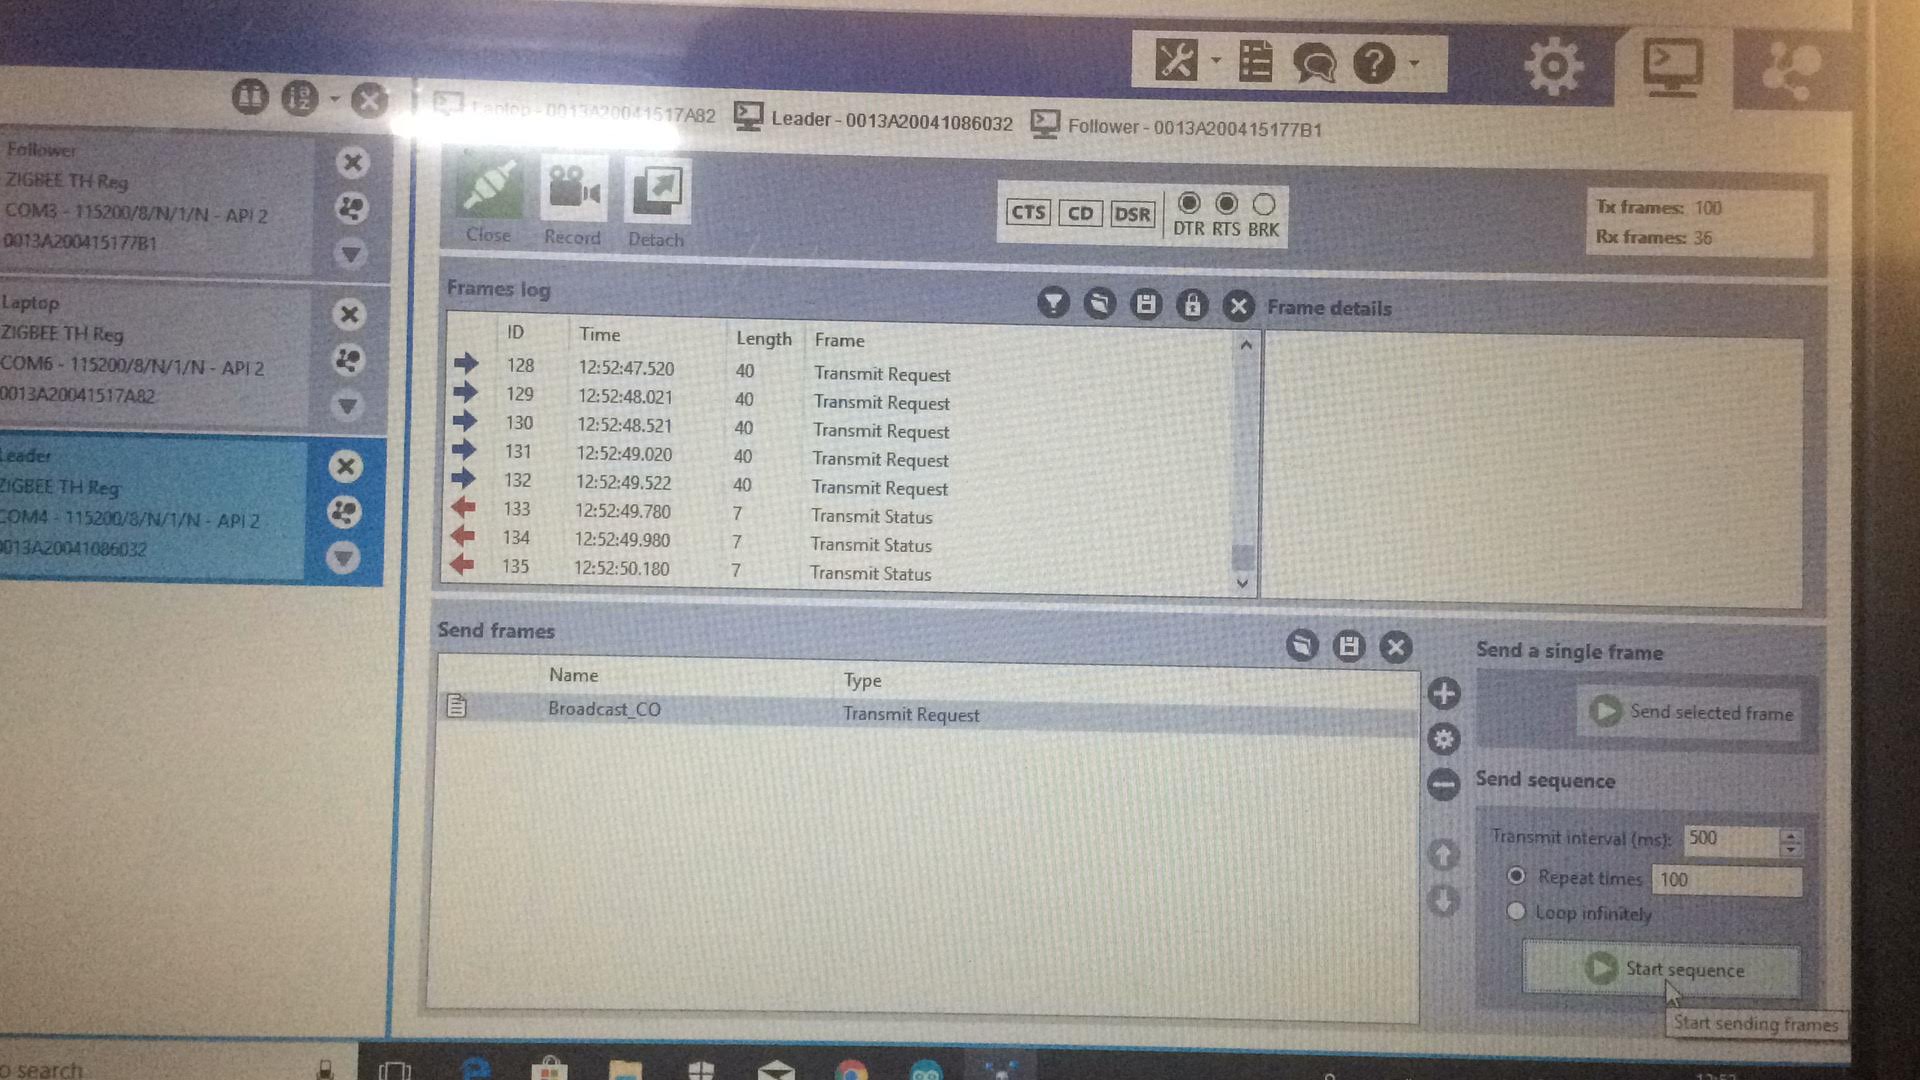 Laptop - 0013A20041517A82
Leader - 0013A20041086032
Follower - 0013A200415177B1
Follower
ZIGBEE TH Reg
COM3 - 115200/8/N/1/N - API 2
0013A200415177B1
Laptop
ZIGBEE TH Reg
COM6 - 115200/8/N/1/N - API 2
0013A20041517A82
Leader
ZIGBEE TH Reg
COM4 - 115200/8/N/1/N - API 2
0013A20041086032
Close
Record
Detach
CTS CD DSR
DTR RTS BRK
Tx frames: 100
Rx frames: 36
Frames log
Frame details
ID Time Length Frame
128 12:52:47.520 40 Transmit Request
129 12:52:48.021 40 Transmit Request
130 12:52:48.521 40 Transmit Request
131 12:52:49.020 40 Transmit Request
132 12:52:49.522 40 Transmit Request
133 12:52:49.780 7 Transmit Status
134 12:52:49.980 7 Transmit Status
135 12:52:50.180 7 Transmit Status
Send frames
Name Type
Broadcast_CO Transmit Request
Send a single frame
Send selected frame
Send sequence
Transmit interval (ms): 500
Repeat times 100
Loop infinitely
Start sequence
Start sending frames
o search